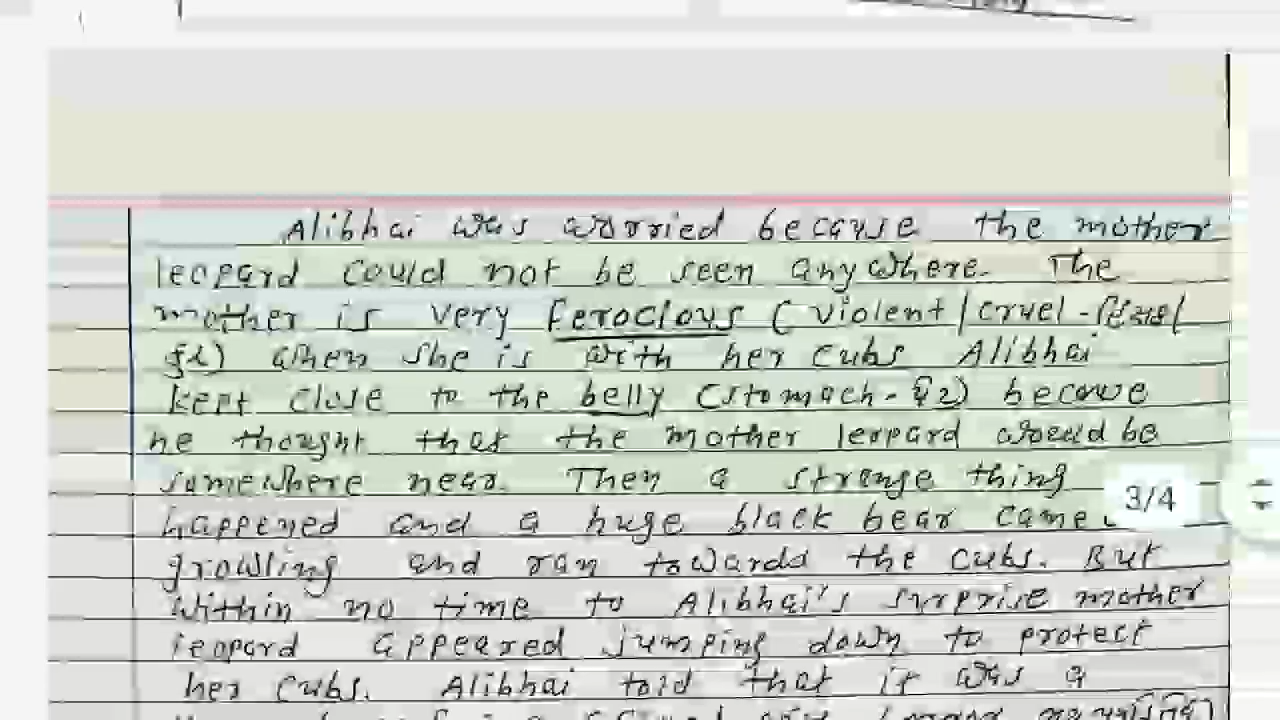 Alibhai was worried because the mother
leopard could not be seen anywhere. The
mother is very ferocious (violent/cruel-हिंसक/
when she is with her cubs Alibhai
kept close to the belly (stomach-
he thought that the mother leopard would be
somewhere near. Then a strange thing
3/4
happened and a huge black bear came
growling and ran towards the cubs. But
within no time to Alibhai's surprise mother
leopard appeared jumping down to protect
her cubs. Alibhai told that it was a